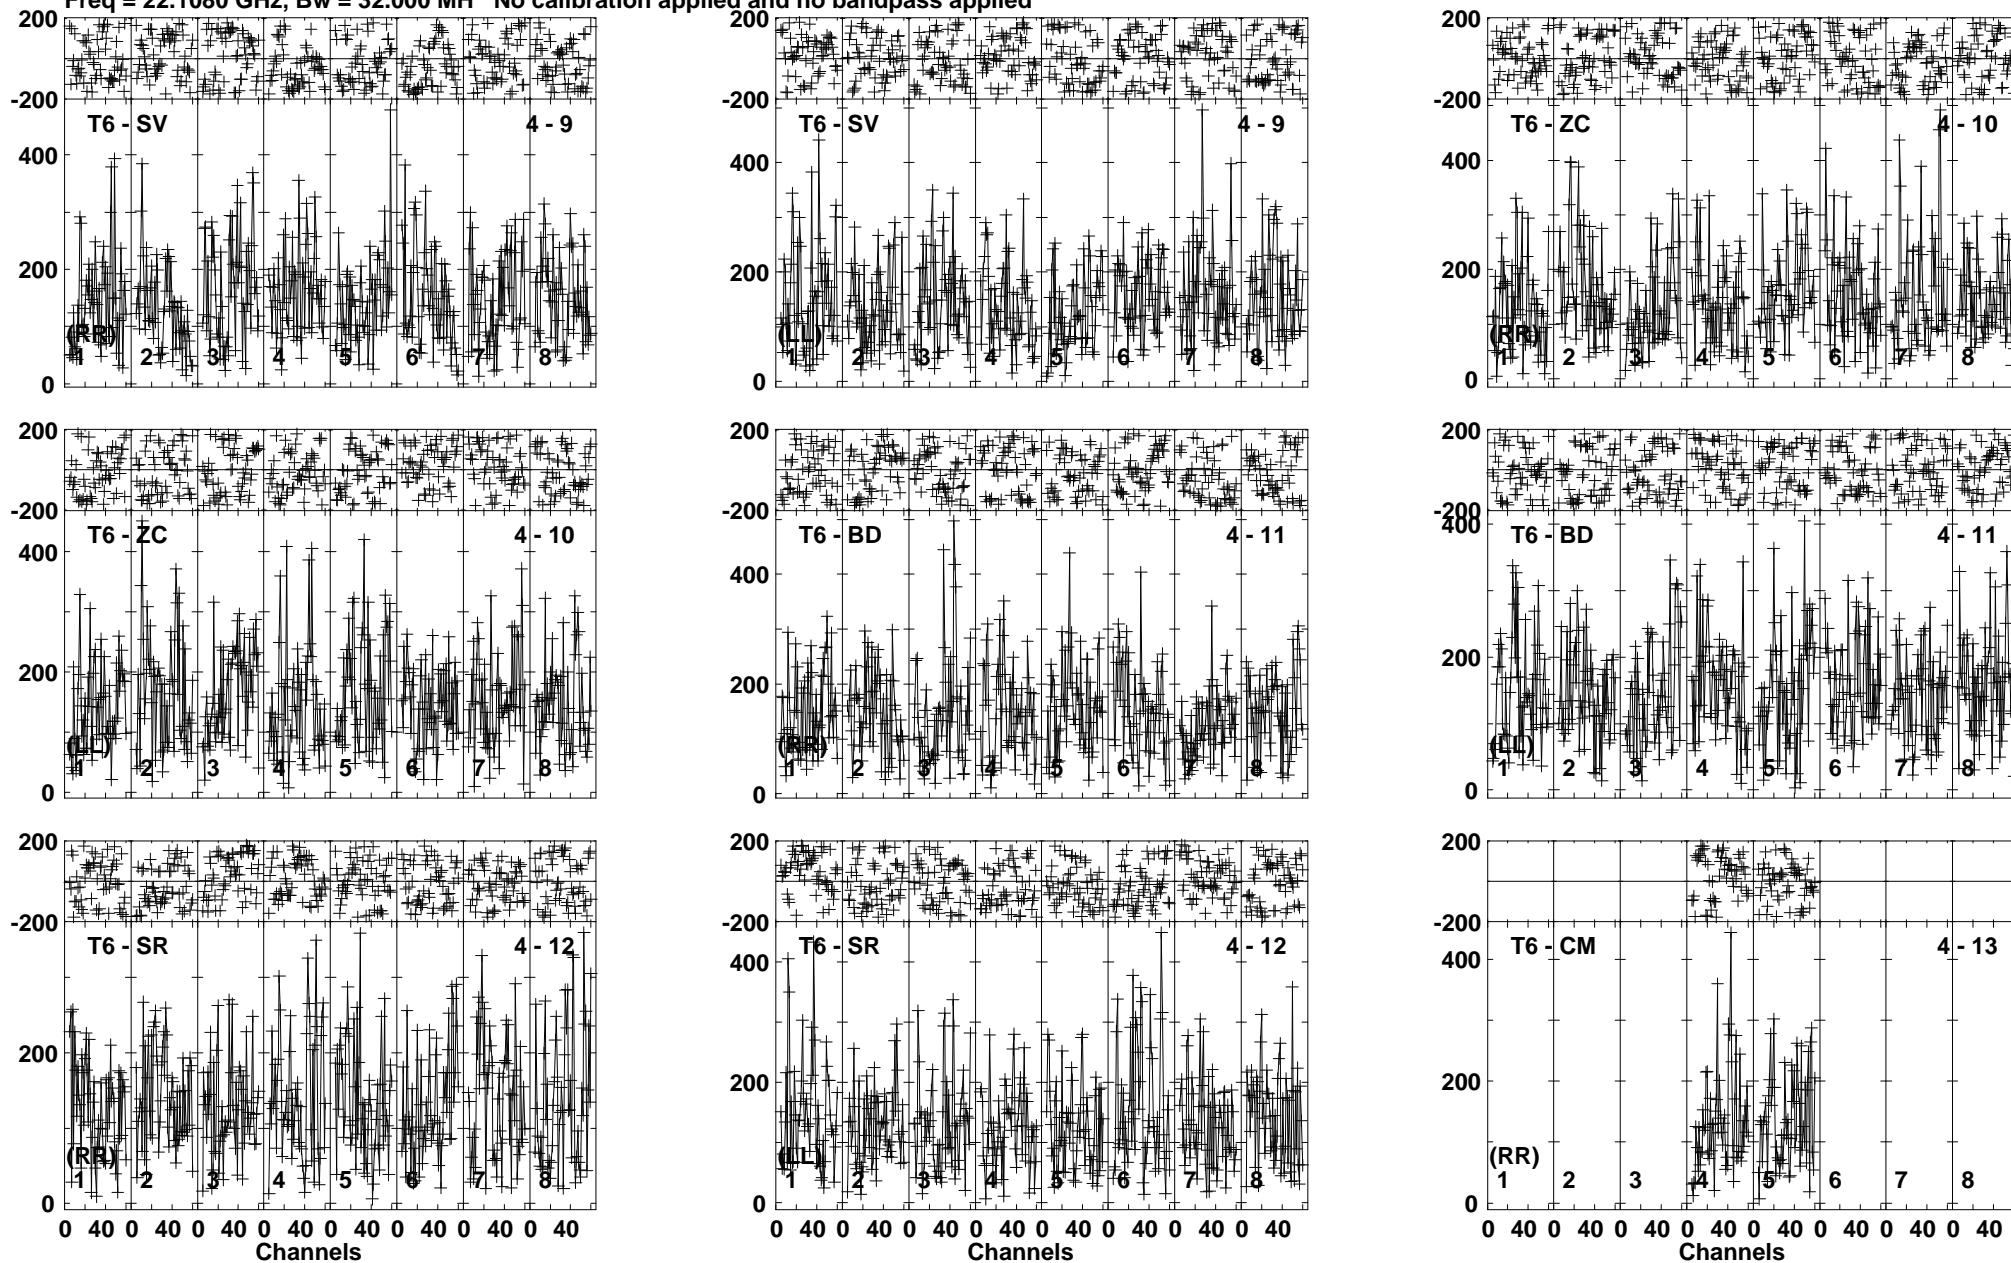 Freq = 22.1080 GHz, Bw = 32.000 MH No calibration applied and no bandpass applied
200 200 200
-200 -200 -200
T6 - SV 4 - 9 T6 - SV 4 - 9 T6 - ZC 4 - 10
400 400 400
200 200 200
(RR) (LL) (RR)
1 2 3 4 5 6 7 8 1 2 3 4 5 6 7 8 1 2 3 4 5 6 7 8
0 0 0
200 200 200
-200 -200 -200
T6 - ZC 4 - 10 T6 - BD 4 - 11 T6 - BD 4 - 11
400 400 400
200 200 200
(LL) (RR) (LL)
1 2 3 4 5 6 7 8 1 2 3 4 5 6 7 8 1 2 3 4 5 6 7 8
0 0 0
200 200 200
-200 -200 -200
T6 - SR 4 - 12 T6 - SR 4 - 12 T6 - CM 4 - 13
400 400
200 200 200
(RR) (LL) (RR)
1 2 3 4 5 6 7 8 1 2 3 4 5 6 7 8 1 2 3 4 5 6 7 8
0 0 0
0 40 0 40 0 40 0 40 0 40 0 40 0 40 0 40 0 40 0 40 0 40 0 40 0 40 0 40 0 40 0 40 0 40 0 40 0 40 0 40 0 40 0 40 0 40 0 40
Channels Channels Channels